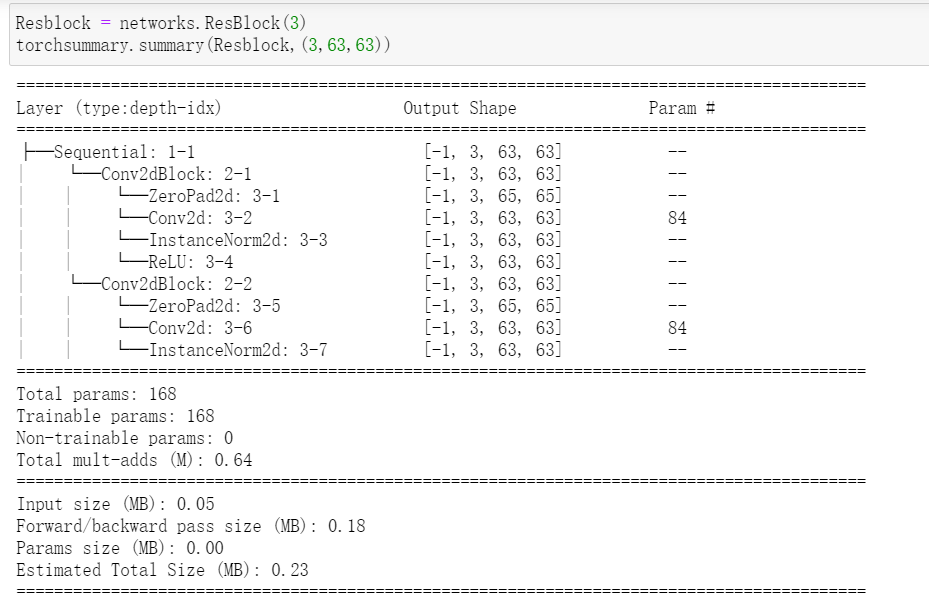 Resblock = networks.ResBlock(3)
torchsummary.summary(Resblock,(3,63,63))
==========================================================================================
Layer (type:depth-idx)                   Output Shape              Param #
==========================================================================================
├──Sequential: 1-1                       [-1, 3, 63, 63]           --
|    └──Conv2dBlock: 2-1                 [-1, 3, 63, 63]           --
|    |    └──ZeroPad2d: 3-1              [-1, 3, 65, 65]           --
|    |    └──Conv2d: 3-2                 [-1, 3, 63, 63]           84
|    |    └──InstanceNorm2d: 3-3         [-1, 3, 63, 63]           --
|    |    └──ReLU: 3-4                   [-1, 3, 63, 63]           --
|    └──Conv2dBlock: 2-2                 [-1, 3, 63, 63]           --
|    |    └──ZeroPad2d: 3-5              [-1, 3, 65, 65]           --
|    |    └──Conv2d: 3-6                 [-1, 3, 63, 63]           84
|    |    └──InstanceNorm2d: 3-7         [-1, 3, 63, 63]           --
==========================================================================================
Total params: 168
Trainable params: 168
Non-trainable params: 0
Total mult-adds (M): 0.64
==========================================================================================
Input size (MB): 0.05
Forward/backward pass size (MB): 0.18
Params size (MB): 0.00
Estimated Total Size (MB): 0.23
==========================================================================================